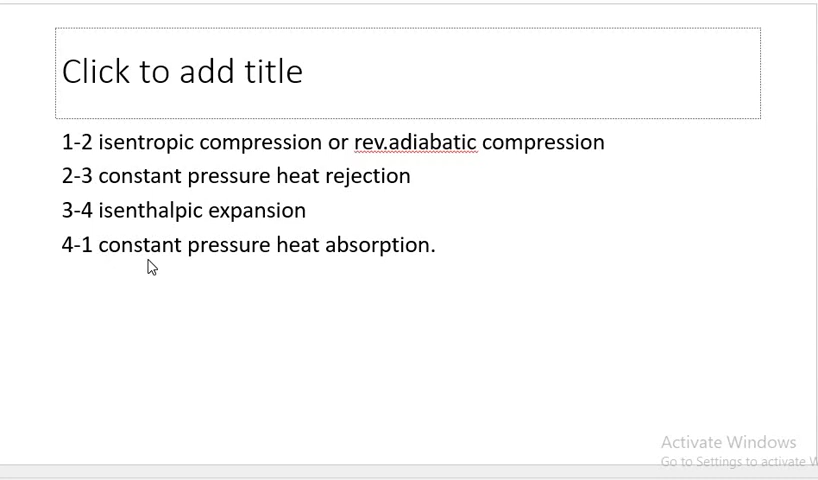 Click to add title
1-2 isentropic compression or rev.adiabatic compression
2-3 constant pressure heat rejection
3-4 isenthalpic expansion
4-1 constant pressure heat absorption.
Activate Windows
Go to Settings to activate W